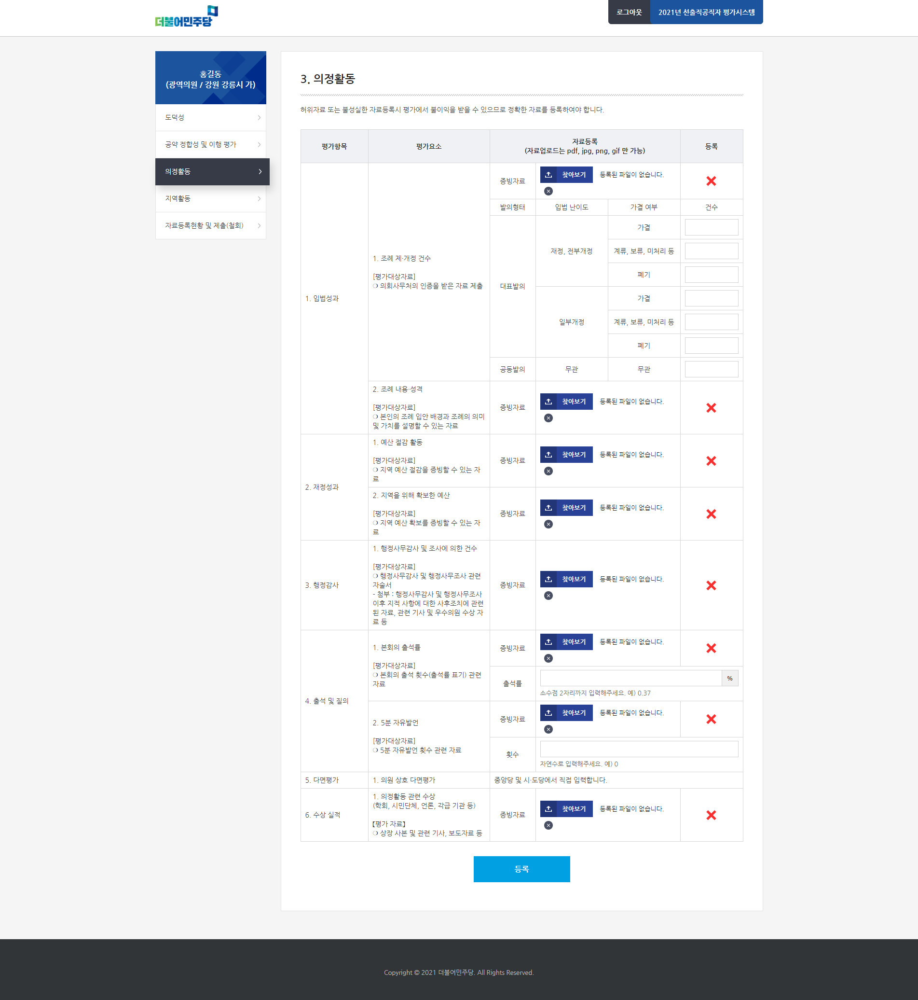 더불어민주당
로그아웃
2021년 선출직공직자 평가시스템
홍길동
(광역의원 / 강원 강릉시 가)
도덕성
공약 정합성 및 이행 평가
의정활동
지역활동
자료등록현황 및 제출(철회)
3. 의정활동
허위자료 또는 불성실한 자료등록시 평가에서 불이익을 받을 수 있으므로 정확한 자료를 등록하여야 합니다.
평가항목
평가요소
자료등록
(자료업로드는 pdf, jpg, png, gif 만 가능)
등록
1. 입법성과
1. 조례 제·개정 건수
[평가대상자료]
❍ 의회사무처의 인증을 받은 자료 제출
증빙자료
찾아보기
등록된 파일이 없습니다.
발의형태
입법 난이도
가결 여부
건수
대표발의
재정, 전부개정
가결
계류, 보류, 미처리 등
폐기
일부개정
가결
계류, 보류, 미처리 등
폐기
공동발의
무관
무관
2. 조례 내용·성격
[평가대상자료]
❍ 본인의 조례 입안 배경과 조례의 의미
및 가치를 설명할 수 있는 자료
증빙자료
찾아보기
등록된 파일이 없습니다.
2. 재정성과
1. 예산 절감 활동
[평가대상자료]
❍ 지역 예산 절감을 증빙할 수 있는 자
료
증빙자료
찾아보기
등록된 파일이 없습니다.
2. 지역을 위해 확보한 예산
[평가대상자료]
❍ 지역 예산 확보를 증빙할 수 있는 자
료
증빙자료
찾아보기
등록된 파일이 없습니다.
3. 행정감사
1. 행정사무감사 및 조사에 의한 건수
[평가대상자료]
❍ 행정사무감사 및 행정사무조사 관련
자술서
- 첨부 : 행정사무감사 및 행정사무조사
이후 지적 사항에 대한 사후조치에 관련
된 자료, 관련 기사 및 우수의원 수상 자
료 등
증빙자료
찾아보기
등록된 파일이 없습니다.
4. 출석 및 질의
1. 본회의 출석률
[평가대상자료]
❍ 본회의 출석 횟수(출석률 표기) 관련
자료
증빙자료
찾아보기
등록된 파일이 없습니다.
출석률
%
소수점 2자리까지 입력해주세요. 예) 0.37
2. 5분 자유발언
[평가대상자료]
❍ 5분 자유발언 횟수 관련 자료
증빙자료
찾아보기
등록된 파일이 없습니다.
횟수
자연수로 입력해주세요. 예) 0
5. 다면평가
1. 의원 상호 다면평가
중앙당 및 시·도당에서 직접 입력합니다.
6. 수상 실적
1. 의정활동 관련 수상
(학회, 시민단체, 언론, 각급 기관 등)
【평가 자료】
❍ 상장 사본 및 관련 기사, 보도자료 등
증빙자료
찾아보기
등록된 파일이 없습니다.
등록
Copyright © 2021 더불어민주당. All Rights Reserved.